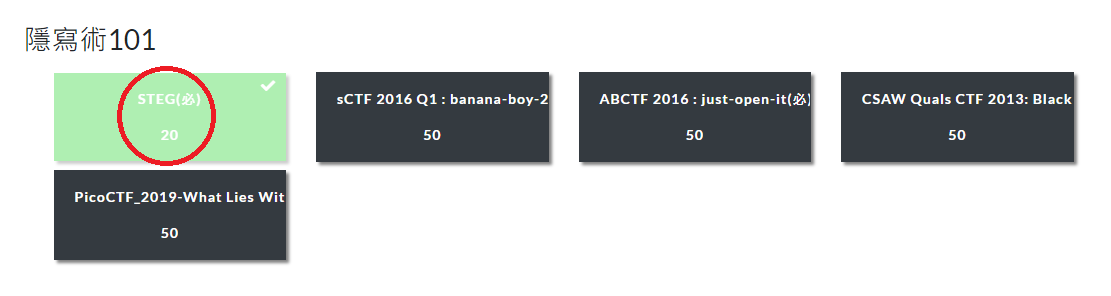 隱寫術101
STEG(必)
20
sCTF 2016 Q1 : banana-boy-2
50
ABCTF 2016 : just-open-it(必)
50
CSAW Quals CTF 2013: Black
50
PicoCTF_2019-What Lies Wit
50